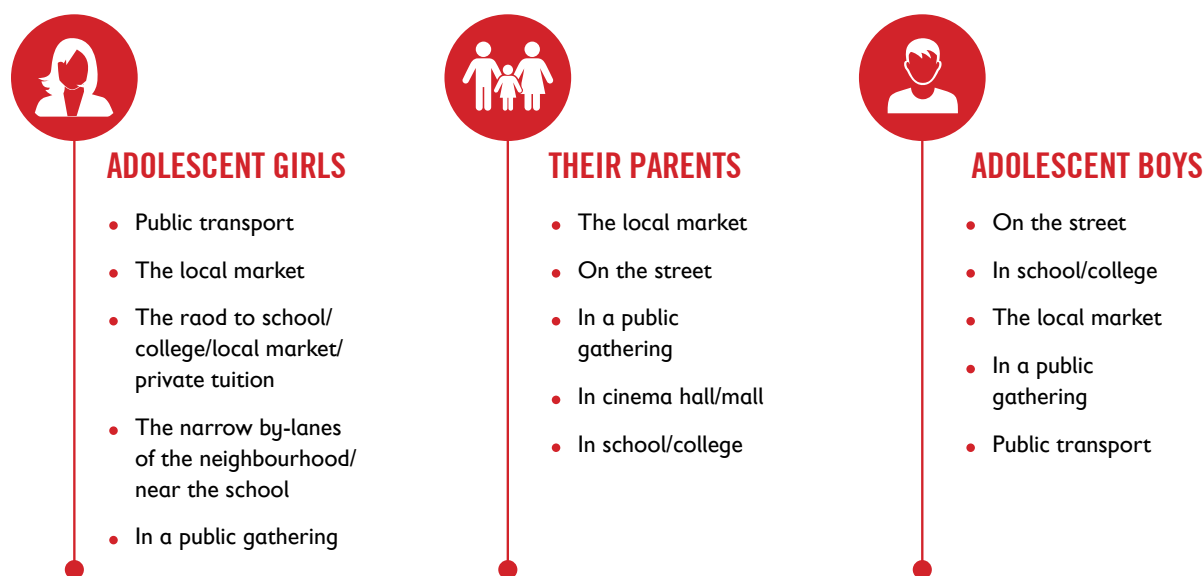 ADOLESCENT GIRLS
• Public transport
• The local market
• The raod to school/
college/local market/
private tuition
• The narrow by-lanes
of the neighbourhood/
near the school
• In a public gathering
THEIR PARENTS
• The local market
• On the street
• In a public
gathering
• In cinema hall/mall
• In school/college
ADOLESCENT BOYS
• On the street
• In school/college
• The local market
• In a public
gathering
• Public transport